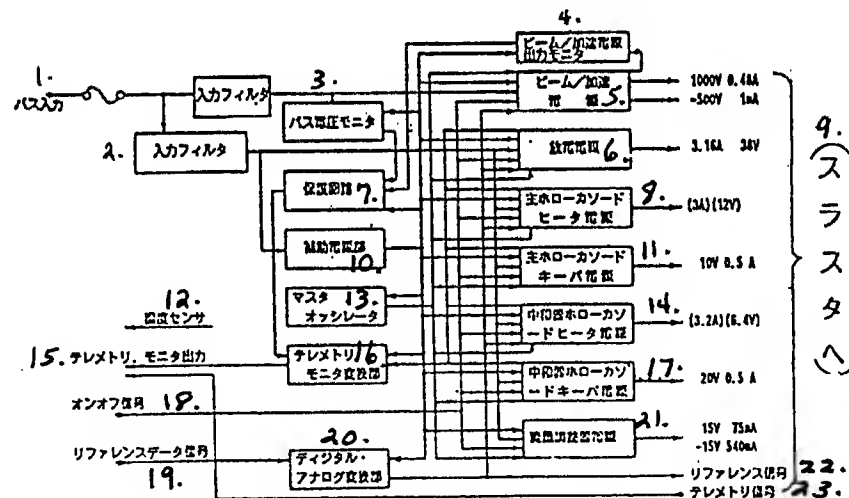 4.
ビーム/加速電源
出力モニタ
1.
バス入力
入力フィルタ
3.
ビーム/加速
電源 5.
1000V 0.48A
-500V 1mA
バス電圧モニタ
2. 入力フィルタ
放電電源
6.
3.16A 38V
9.
(スラスタへ)
保護回路
7.
主ホローカソード
ヒータ電源
8.
(3A)(12V)
補助電源部
10.
主ホローカソード
キーパ電源
11.
10V 0.5 A
12.
温度センサ
マスタ
オッシレータ
13.
中和器ホローカソ
ードヒータ電源
14.
(3.2A)(6.4V)
15. テレメトリ、モニタ出力
テレメトリ
モニタ変換部
16
中和器ホローカソ
ードキーパ電源
17.
20V 0.5 A
オンオフ信号 18.
21.
15V 75mA
-15V 540mA
20.
リファレンスデータ信号
19.
ディジタル・
アナログ変換部
リファレンス信号 22.
テレメトリ信号 23.